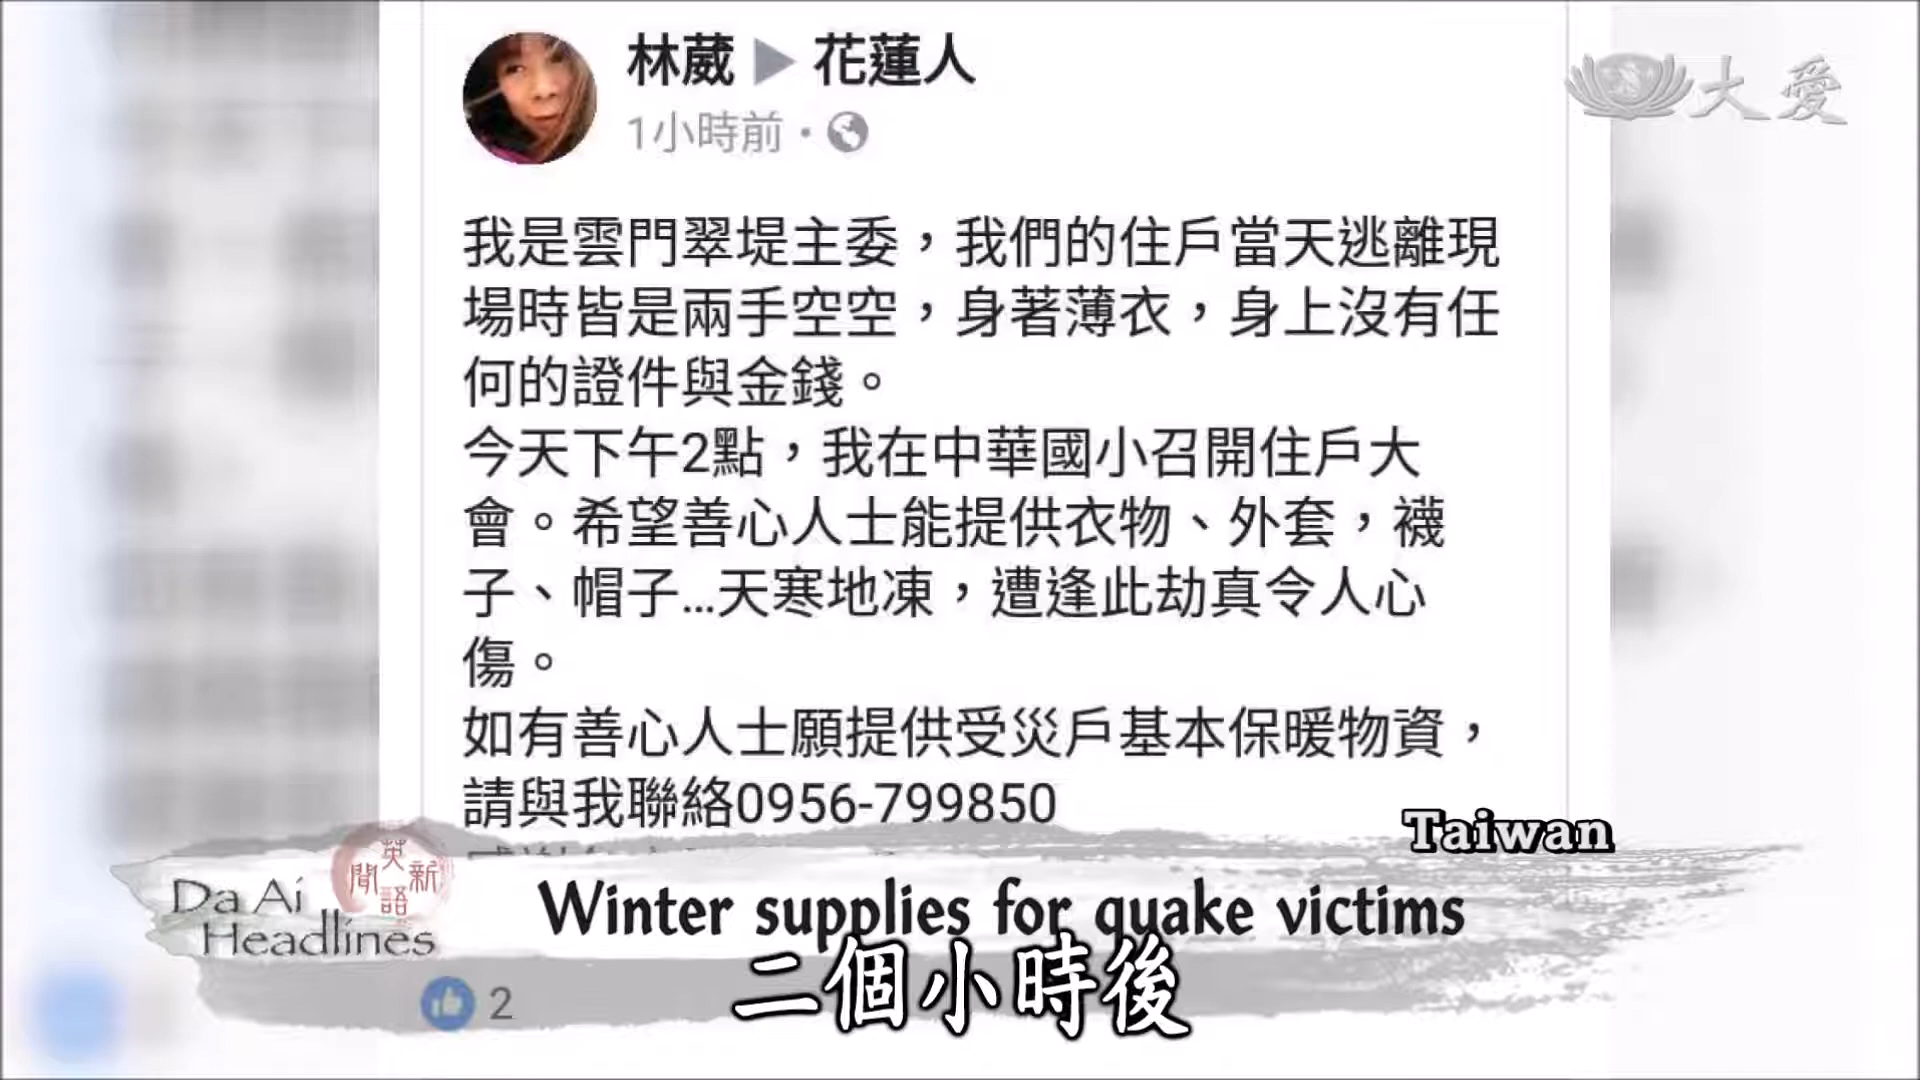 林葳 ▶ 花蓮人
1小時前 ·
大愛
我是雲門翠堤主委，我們的住戶當天逃離現
場時皆是兩手空空，身著薄衣，身上沒有任
何的證件與金錢。
今天下午2點，我在中華國小召開住戶大
會。希望善心人士能提供衣物、外套，襪
子、帽子...天寒地凍，遭逢此劫真令人心
傷。
如有善心人士願提供受災戶基本保暖物資，
請與我聯絡0956-799850
Taiwan
英語新聞
Da Ai
Headlines
Winter supplies for quake victims
2
二個小時後